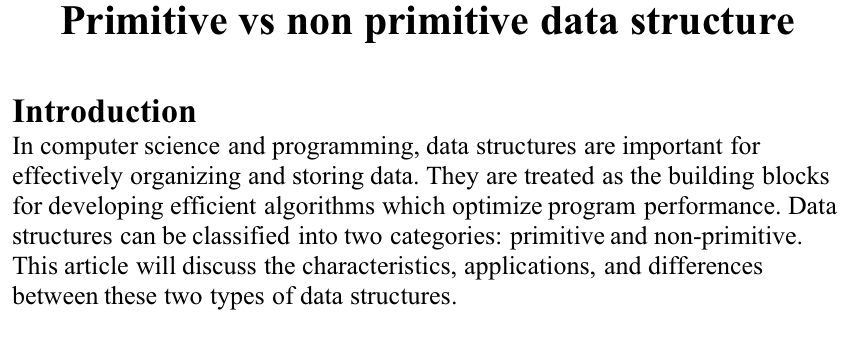 Primitive vs non primitive data structure
Introduction
In computer science and programming, data structures are important for
effectively organizing and storing data. They are treated as the building blocks
for developing efficient algorithms which optimize program performance. Data
structures can be classified into two categories: primitive and non-primitive.
This article will discuss the characteristics, applications, and differences
between these two types of data structures.